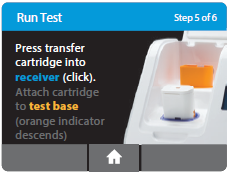 Run Test
Step 5 of 6
Press transfer
cartridge into
receiver (click).
Attach cartridge
to test base
(orange indicator
descends)